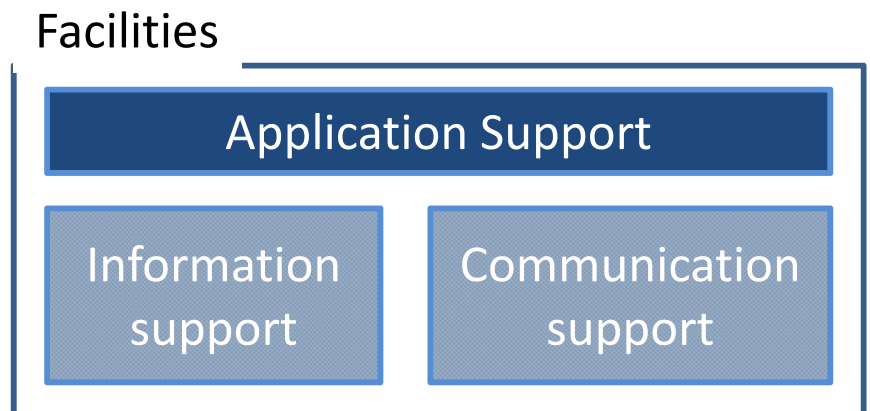 Facilities
Application Support
Information
support
Communication
support